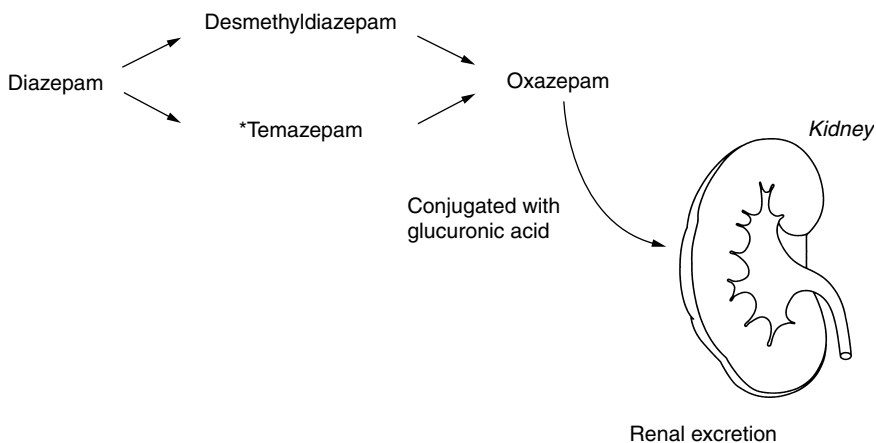 Desmethyldiazepam
Diazepam
Oxazepam
*Temazepam
Kidney
Conjugated with
glucuronic acid
Renal excretion